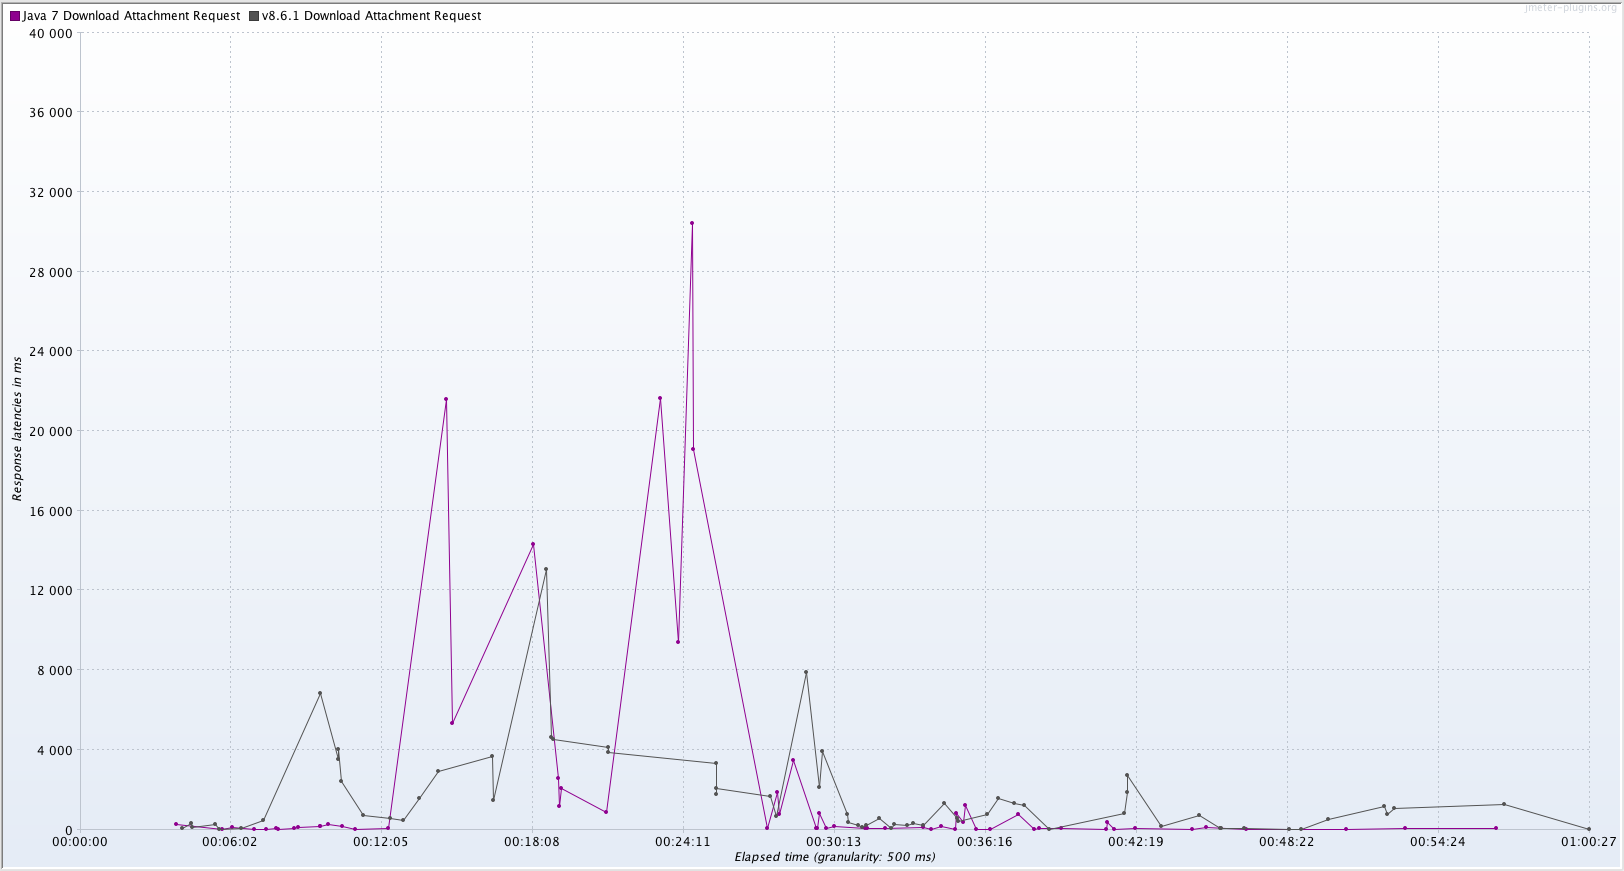 Java 7 Download Attachment Request v8.6.1 Download Attachment Request
jmeter-plugins.org
40 000
36 000
32 000
28 000
24 000
20 000
16 000
12 000
8 000
4 000
0
Response latencies in ms
00:00:00 00:06:02 00:12:05 00:18:08 00:24:11 00:30:13 00:36:16 00:42:19 00:48:22 00:54:24 01:00:27
Elapsed time (granularity: 500 ms)